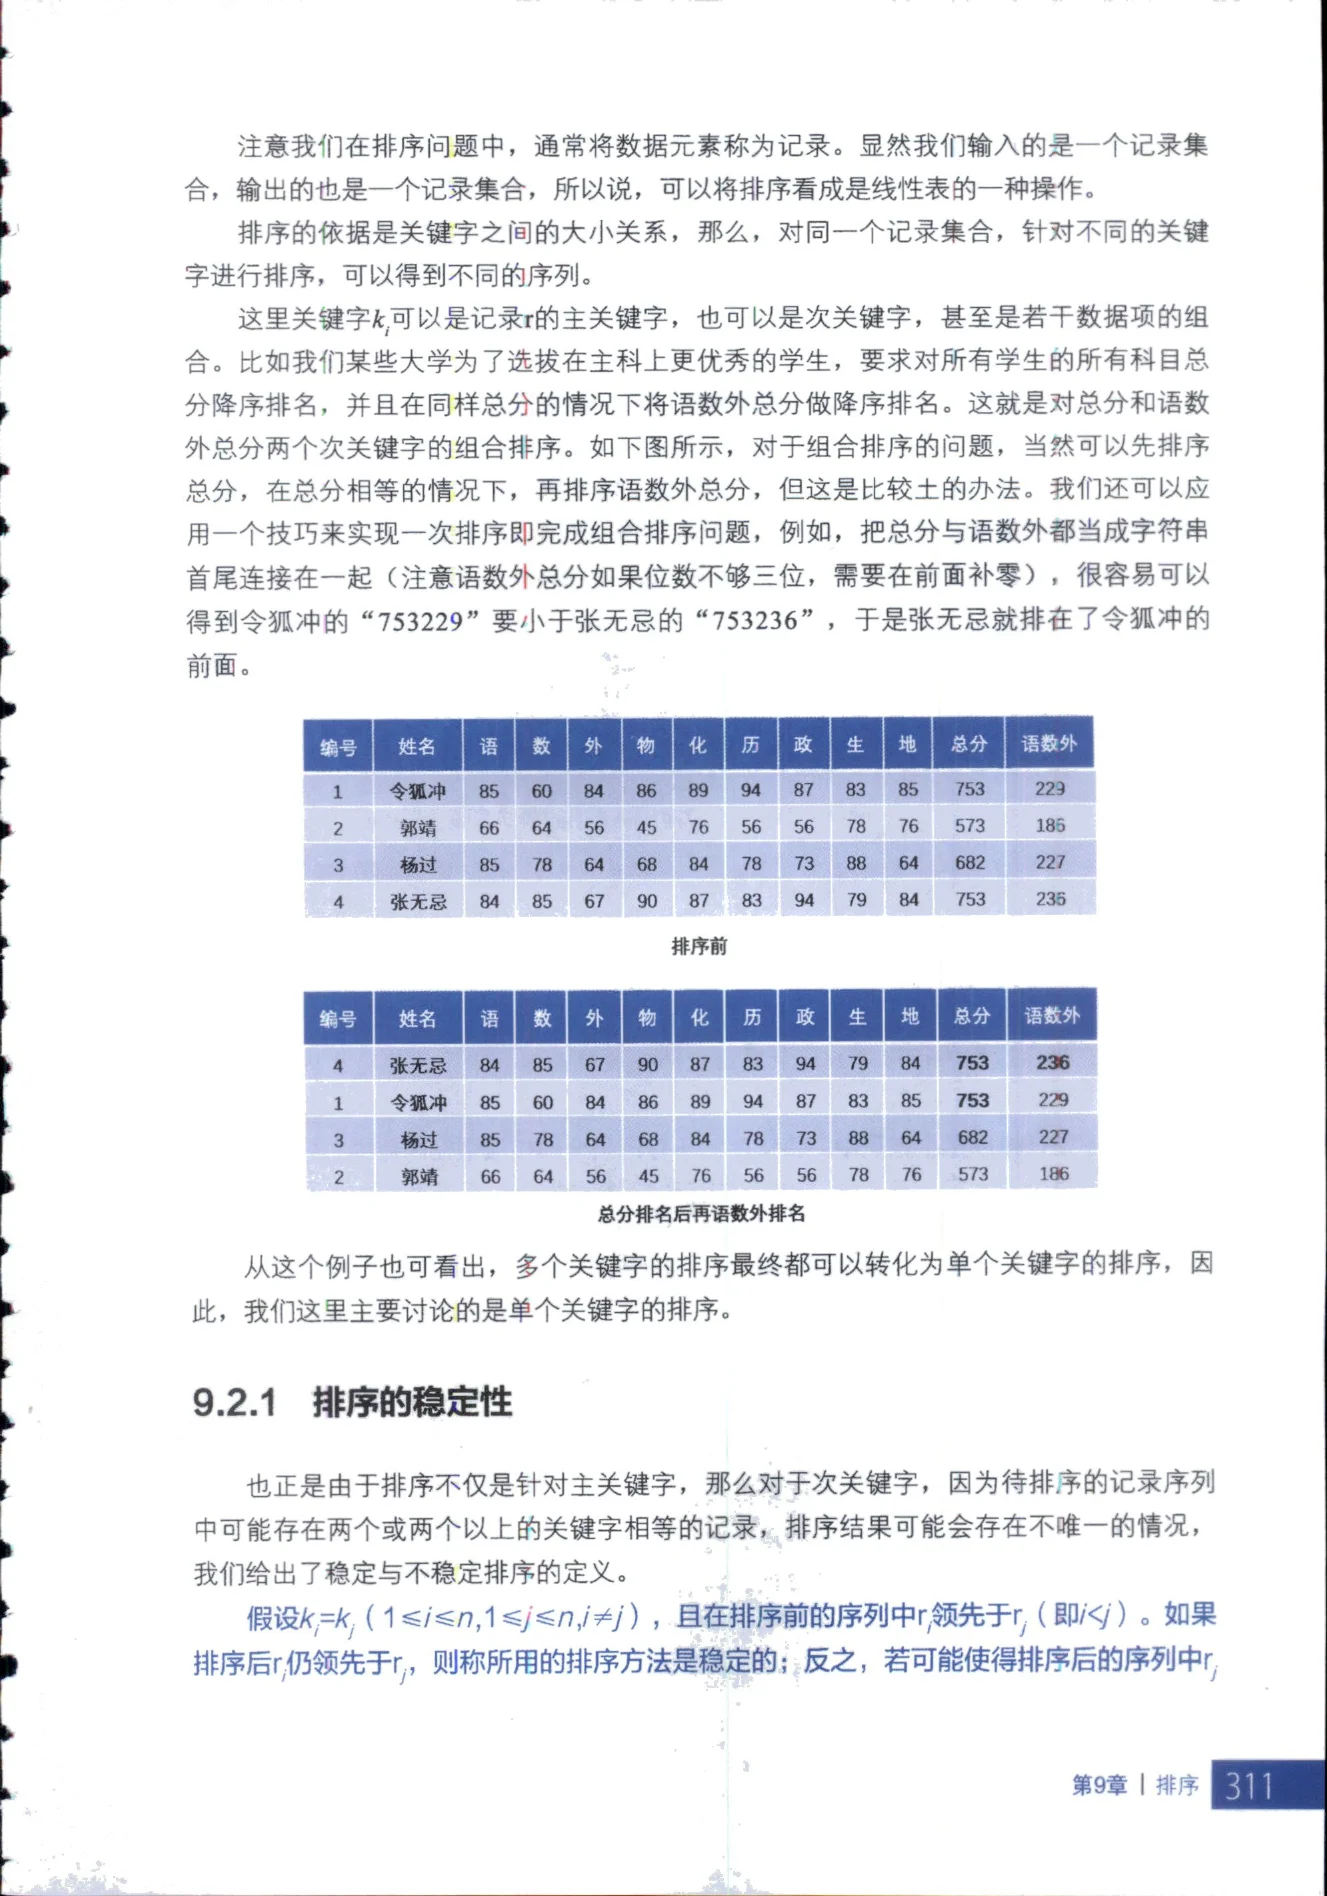 注意我们在排序问题中，通常将数据元素称为记录。显然我们输入的是一个记录集
合，输出的也是一个记录集合，所以说，可以将排序看成是线性表的一种操作。
排序的依据是关键字之间的大小关系，那么，对同一个记录集合，针对不同的关键
字进行排序，可以得到不同的序列。
这里关键字kᵢ可以是记录r的主关键字，也可以是次关键字，甚至是若干数据项的组
合。比如我们某些大学为了选拔在主科上更优秀的学生，要求对所有学生的所有科目总
分降序排名，并且在同样总分的情况下将语数外总分做降序排名。这就是对总分和语数
外总分两个次关键字的组合排序。如下图所示，对于组合排序的问题，当然可以先排序
总分，在总分相等的情况下，再排序语数外总分，但这是比较土的办法。我们还可以应
用一个技巧来实现一次排序即完成组合排序问题，例如，把总分与语数外都当成字符串
首尾连接在一起（注意语数外总分如果位数不够三位，需要在前面补零），很容易可以
得到令狐冲的“753229”要小于张无忌的“753236”，于是张无忌就排在了令狐冲的
前面。
编号 姓名 语 数 外 物 化 历 政 生 地 总分 语数外
1 令狐冲 85 60 84 86 89 94 87 83 85 753 229
2 郭靖 66 64 56 45 76 56 56 78 76 573 186
3 杨过 85 78 64 68 84 78 73 88 64 682 227
4 张无忌 84 85 67 90 87 83 94 79 84 753 236
排序前
编号 姓名 语 数 外 物 化 历 政 生 地 总分 语数外
4 张无忌 84 85 67 90 87 83 94 79 84 753 236
1 令狐冲 85 60 84 86 89 94 87 83 85 753 229
3 杨过 85 78 64 68 84 78 73 88 64 682 227
2 郭靖 66 64 56 45 76 56 56 78 76 573 186
总分排名后再语数外排名
从这个例子也可看出，多个关键字的排序最终都可以转化为单个关键字的排序，因
此，我们这里主要讨论的是单个关键字的排序。
9.2.1 排序的稳定性
也正是由于排序不仅是针对主关键字，那么对于次关键字，因为待排序的记录序列
中可能存在两个或两个以上的关键字相等的记录，排序结果可能会存在不唯一的情况，
我们给出了稳定与不稳定排序的定义。
假设kᵢ=kⱼ（1≤i≤n,1≤j≤n,i≠j），且在排序前的序列中rᵢ领先于rⱼ（即i<j）。如果
排序后rᵢ仍领先于rⱼ，则称所用的排序方法是稳定的；反之，若可能使得排序后的序列中rⱼ
第9章 | 排序 311